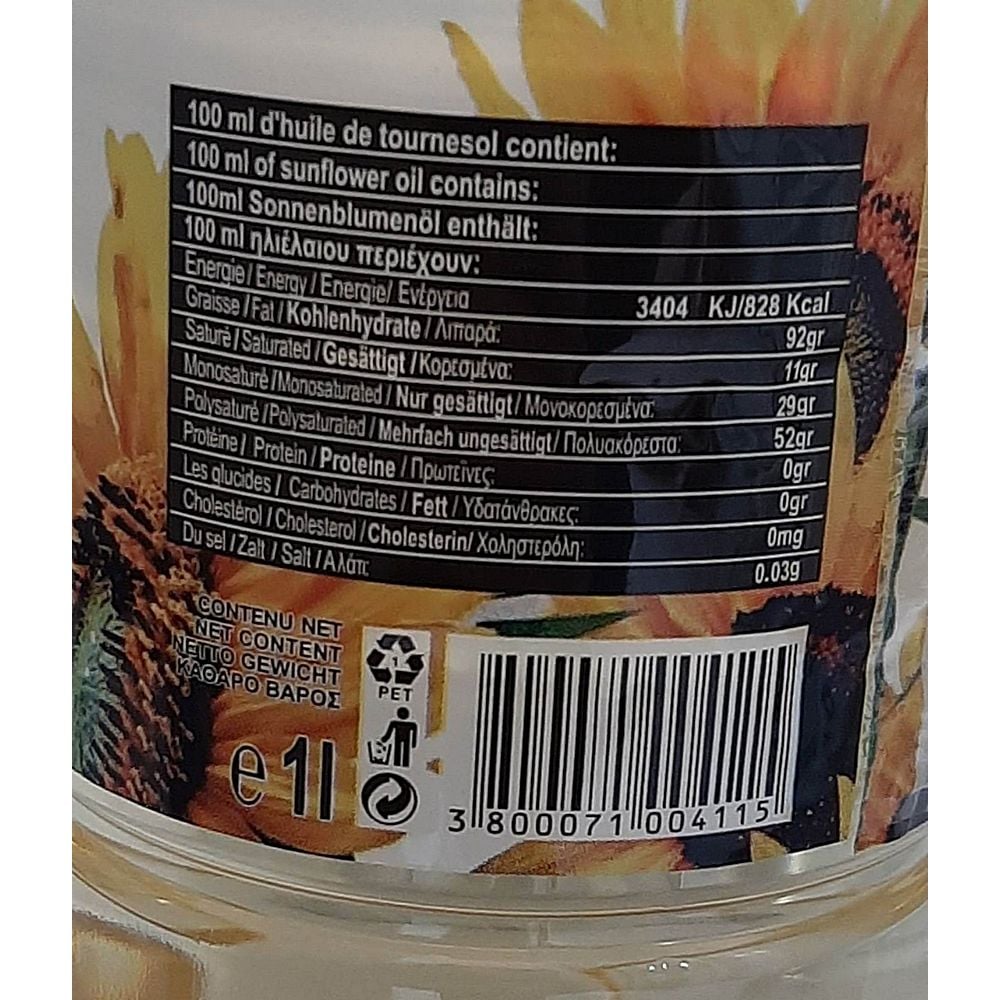 100 ml d'huile de tournesol contient:
100 ml of sunflower oil contains:
100ml Sonnenblumenöl enthält:
100 ml ηλιέλαιου περιέχουν:
Energie / Energy / Energie/ Ενέργεια 3404 KJ/828 Kcal
Graisse / Fat / Kohlenhydrate / Λιπαρά: 92gr
Saturé / Saturated / Gesättigt / Κορεσμένα: 11gr
Monosaturé / Monosaturated / Nur gesättigt / Μονοκορεσμένα: 29gr
Polysaturé / Polysaturated / Mehrfach ungesättigt / Πολυακόρεστα: 52gr
Protéine / Protein / Proteine / Πρωτεΐνες: 0gr
Les glucides / Carbohydrates / Fett / Υδατάνθρακες: 0gr
Cholestérol / Cholesterol / Cholesterin/ Χοληστερόλη: 0mg
Du sel / Zalt / Salt / Αλάτι: 0.03g
CONTENU NET
NET CONTENT
NETTO GEWICHT
ΚΑΘΑΡΟ ΒΑΡΟΣ
e 1l
1
PET
3 800071 004115